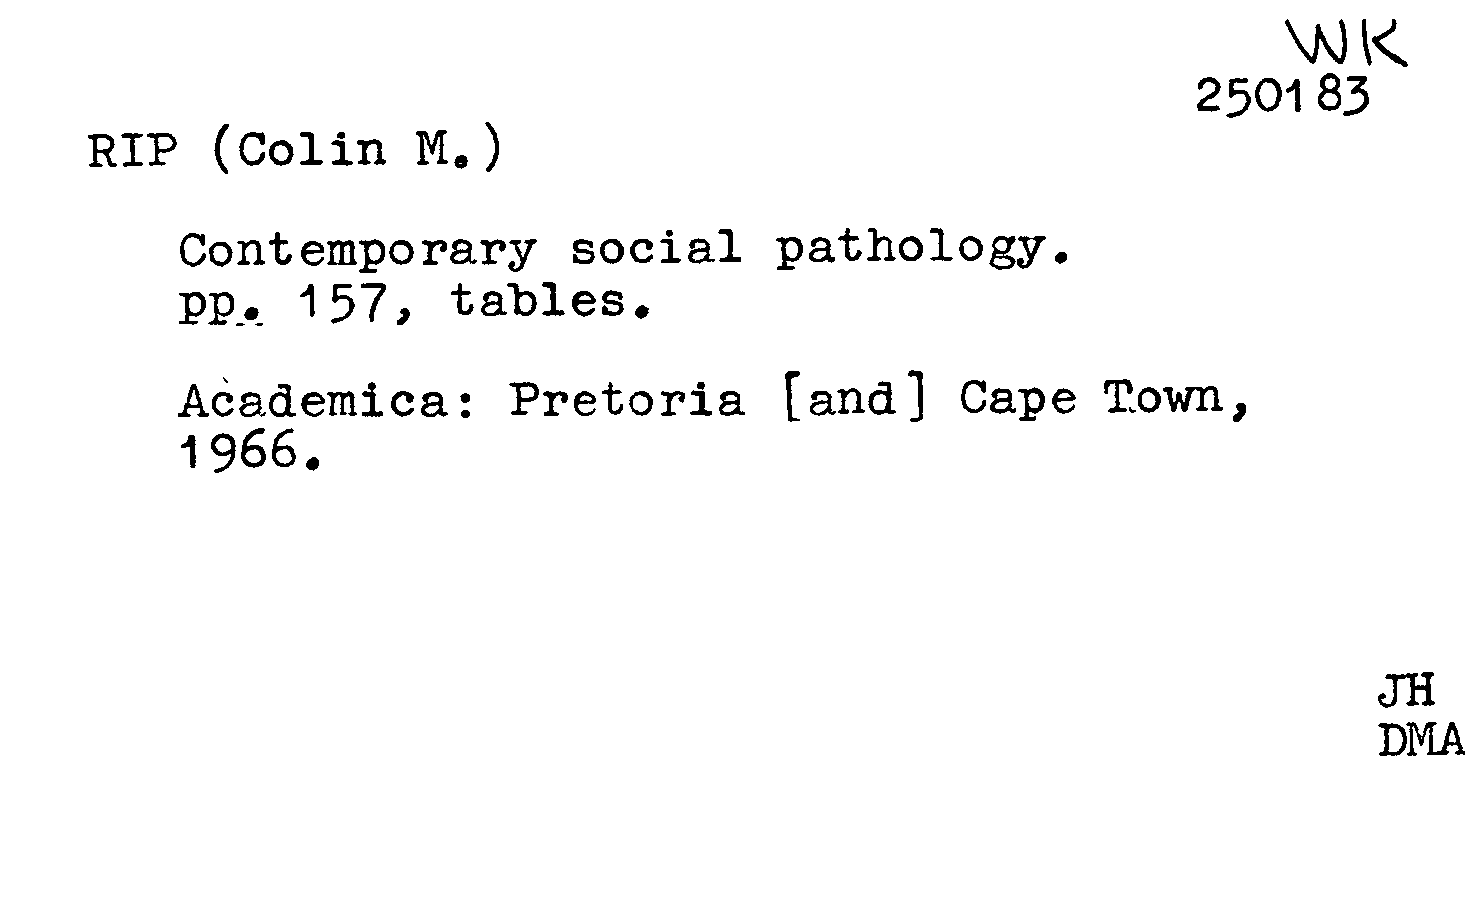 WK
250183
RIP (Colin M.)
Contemporary social pathology.
pp. 157, tables.
Academica: Pretoria [and] Cape Town,
1966.
JH
DMA